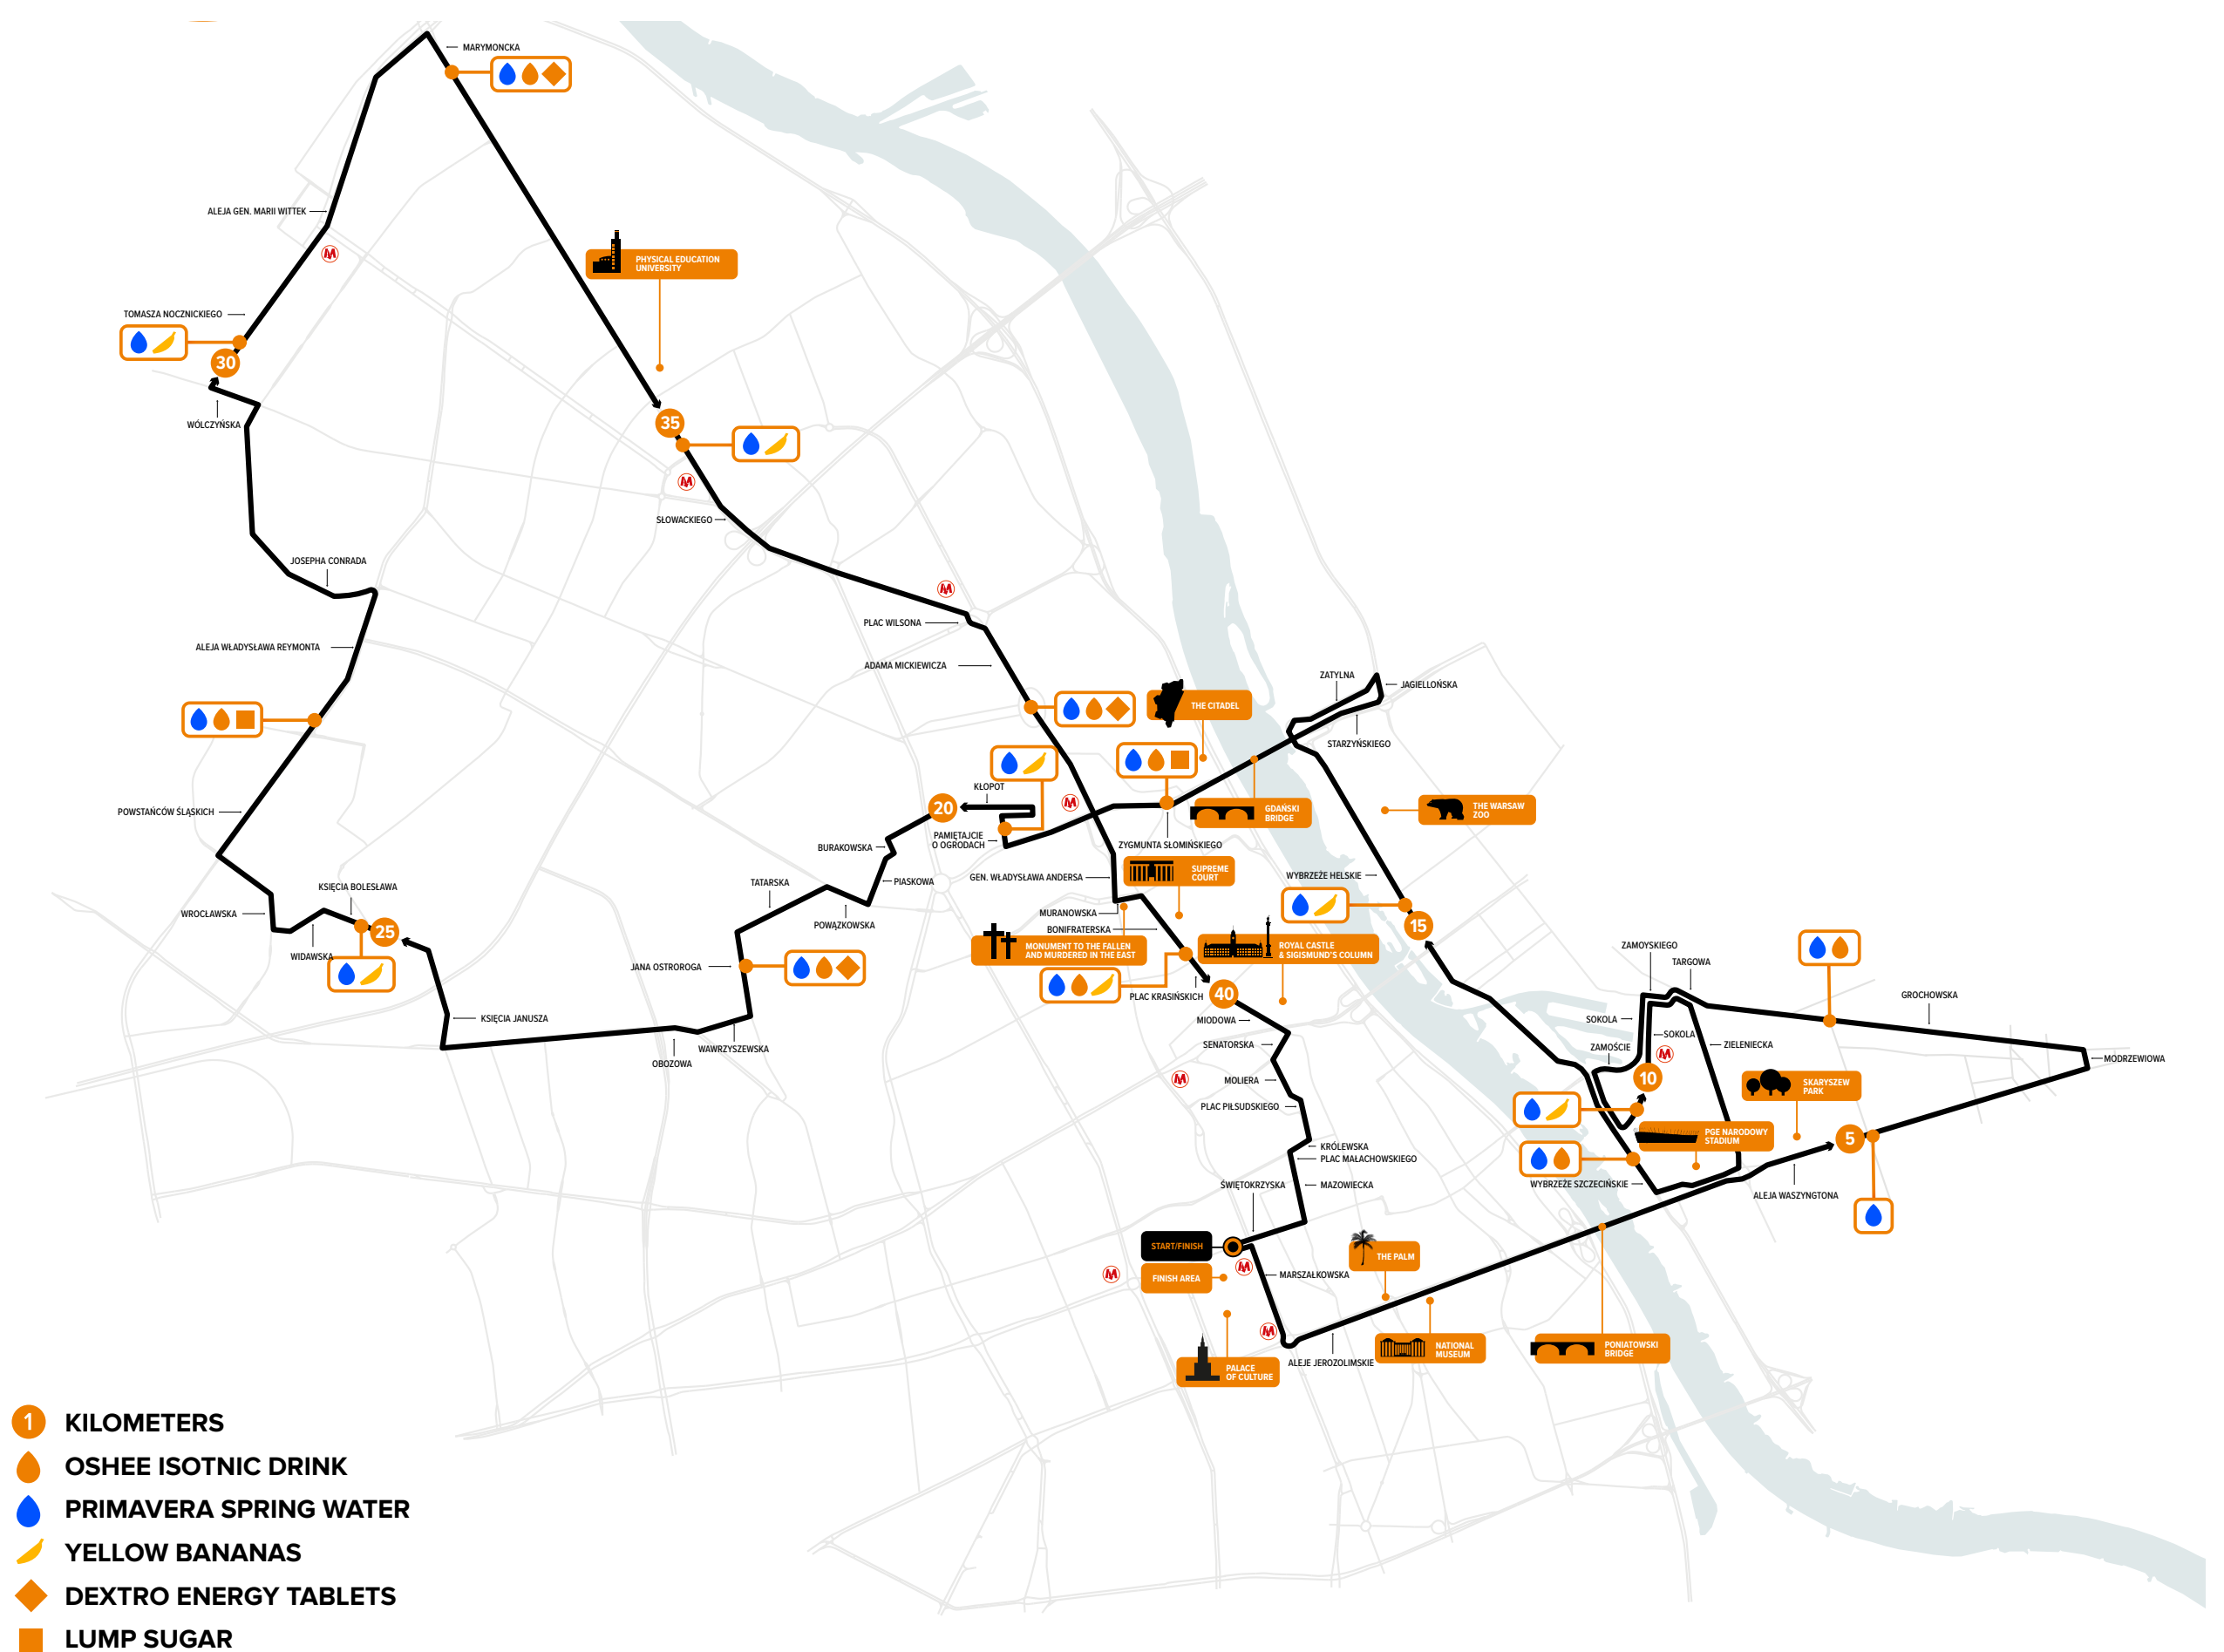 MARYMONCKA
ALEJA GEN. MARII WITTEK
PHYSICAL EDUCATION
UNIVERSITY
TOMASZA NOCZNICKIEGO
30
WÓLCZYŃSKA
35
SŁOWACKIEGO
JOSEPHA CONRADA
PLAC WILSONA
ALEJA WŁADYSŁAWA REYMONTA
ADAMA MICKIEWICZA
ZATYLNA
JAGIELLOŃSKA
THE CITADEL
STARZYŃSKIEGO
KŁOPOT
20
GDAŃSKI
BRIDGE
THE WARSAW
ZOO
POWSTAŃCÓW ŚLĄSKICH
PAMIĘTAJCIE
O OGRODACH
BURAKOWSKA
ZYGMUNTA SŁOMIŃSKIEGO
SUPREME
COURT
GEN. WŁADYSŁAWA ANDERSA
WYBRZEŻE HELSKIE
TATARSKA
PIASKOWA
KSIĘCIA BOLESŁAWA
WROCŁAWSKA
MURANOWSKA
POWĄZKOWSKA
15
25
BONIFRATERSKA
WIDAWSKA
MONUMENT TO THE FALLEN
AND MURDERED IN THE EAST
ROYAL CASTLE
& SIGISMUND'S COLUMN
ZAMOYSKIEGO
TARGOWA
JANA OSTROROGA
PLAC KRASIŃSKICH
40
GROCHOWSKA
KSIĘCIA JANUSZA
MIODOWA
SOKOLA
SOKOLA
WAWRZYSZEWSKA
SENATORSKA
ZAMOŚCIE
ZIELENIECKA
OBOZOWA
MODRZEWIOWA
MOLIERA
10
SKARYSZEW
PARK
PLAC PIŁSUDSKIEGO
PGE NARODOWY
STADIUM
5
KRÓLEWSKA
PLAC MAŁACHOWSKIEGO
ŚWIĘTOKRZYSKA
MAZOWIECKA
WYBRZEŻE SZCZECIŃSKIE
ALEJA WASZYNGTONA
START/FINISH
THE PALM
FINISH AREA
MARSZAŁKOWSKA
NATIONAL
MUSEUM
PONIATOWSKI
BRIDGE
ALEJE JEROZOLIMSKIE
PALACE
OF CULTURE
1 KILOMETERS
OSHEE ISOTNIC DRINK
PRIMAVERA SPRING WATER
YELLOW BANANAS
DEXTRO ENERGY TABLETS
LUMP SUGAR